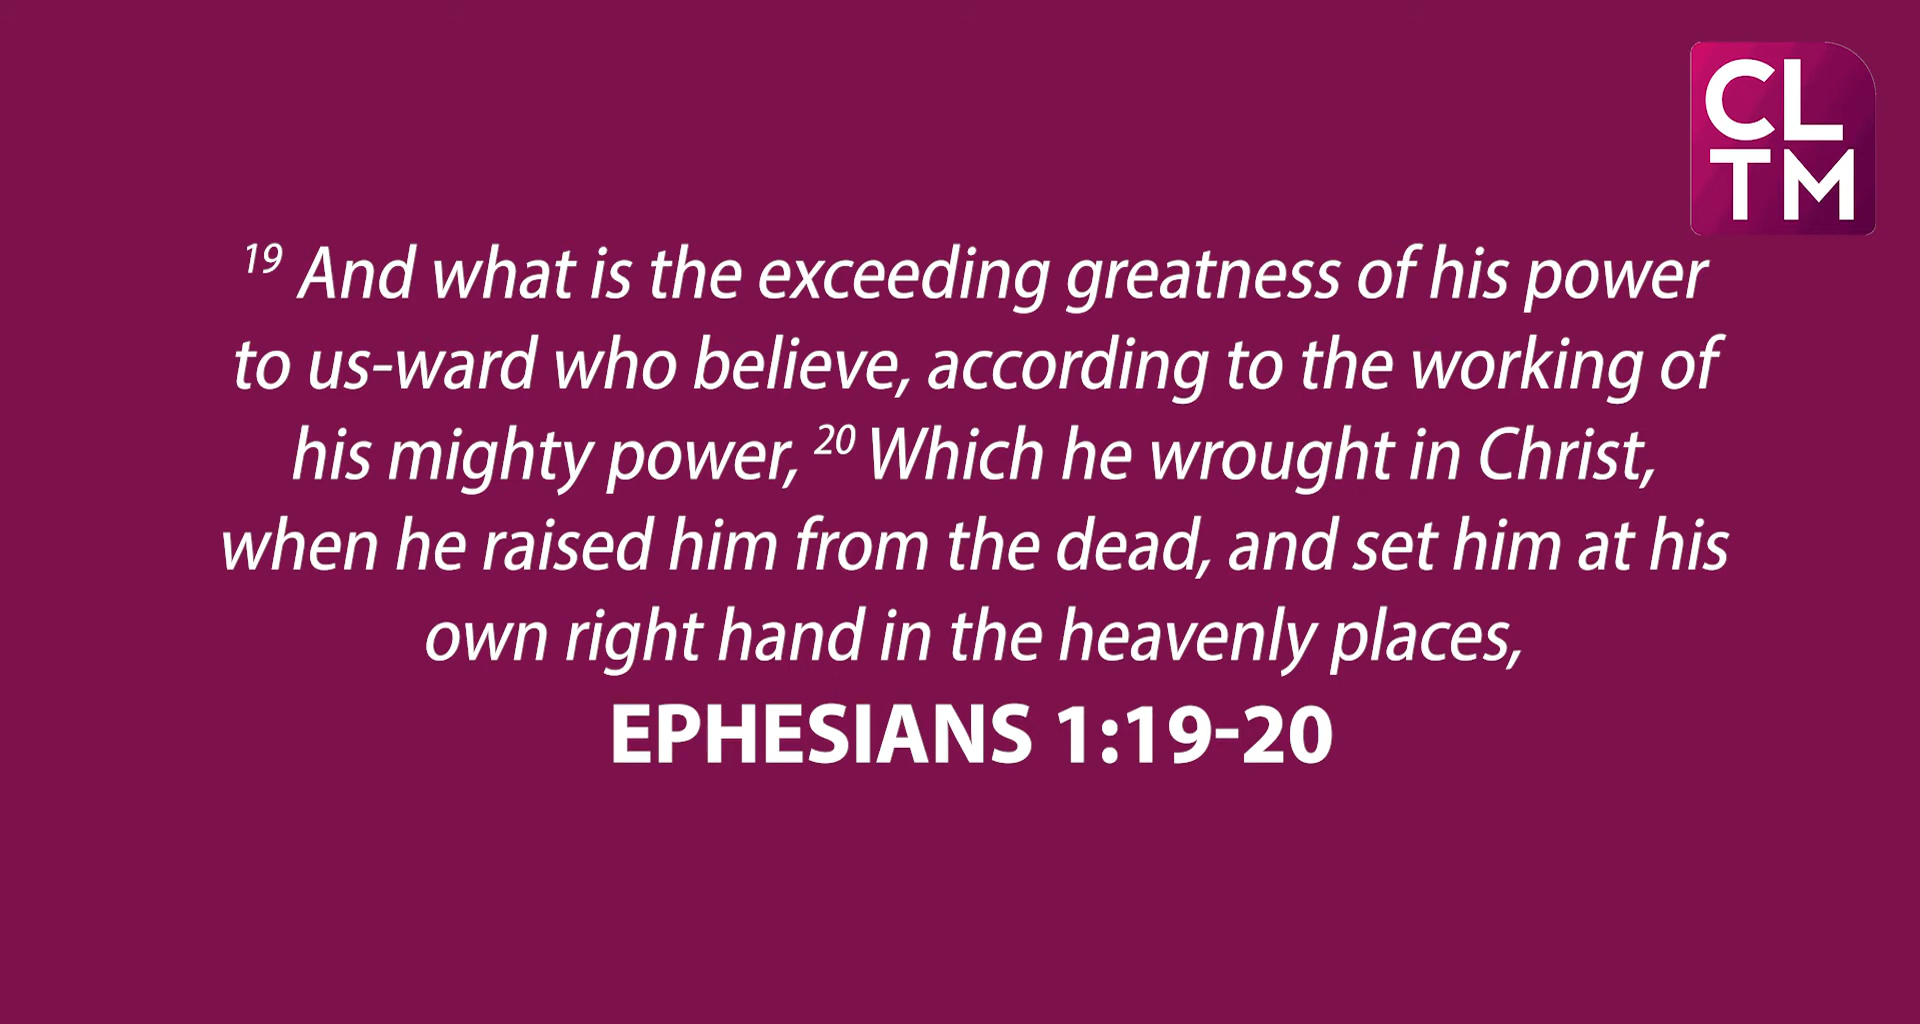 CL
TM
19 And what is the exceeding greatness of his power
to us-ward who believe, according to the working of
his mighty power, 20 Which he wrought in Christ,
when he raised him from the dead, and set him at his
own right hand in the heavenly places,
EPHESIANS 1:19-20